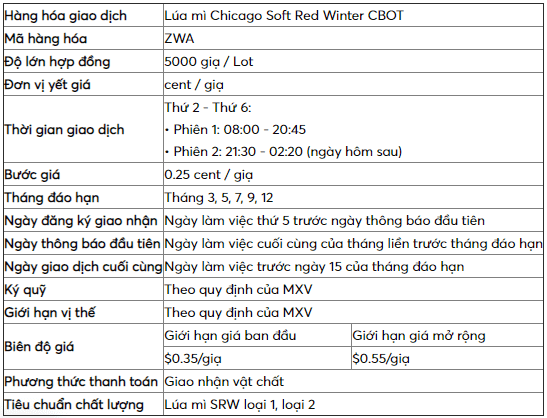 Hàng hóa giao dịch Lúa mì Chicago Soft Red Winter CBOT
Mã hàng hóa ZWA
Độ lớn hợp đồng 5000 giạ / Lot
Đơn vị yết giá cent / giạ
Thời gian giao dịch Thứ 2 - Thứ 6:
• Phiên 1: 08:00 - 20:45
• Phiên 2: 21:30 - 02:20 (ngày hôm sau)
Bước giá 0.25 cent / giạ
Tháng đáo hạn Tháng 3, 5, 7, 9, 12
Ngày đăng ký giao nhận Ngày làm việc thứ 5 trước ngày thông báo đầu tiên
Ngày thông báo đầu tiên Ngày làm việc cuối cùng của tháng liền trước tháng đáo hạn
Ngày giao dịch cuối cùng Ngày làm việc trước ngày 15 của tháng đáo hạn
Ký quỹ Theo quy định của MXV
Giới hạn vị thế Theo quy định của MXV
Biên độ giá Giới hạn giá ban đầu Giới hạn giá mở rộng
$0.35/giạ $0.55/giạ
Phương thức thanh toán Giao nhận vật chất
Tiêu chuẩn chất lượng Lúa mì SRW loại 1, loại 2